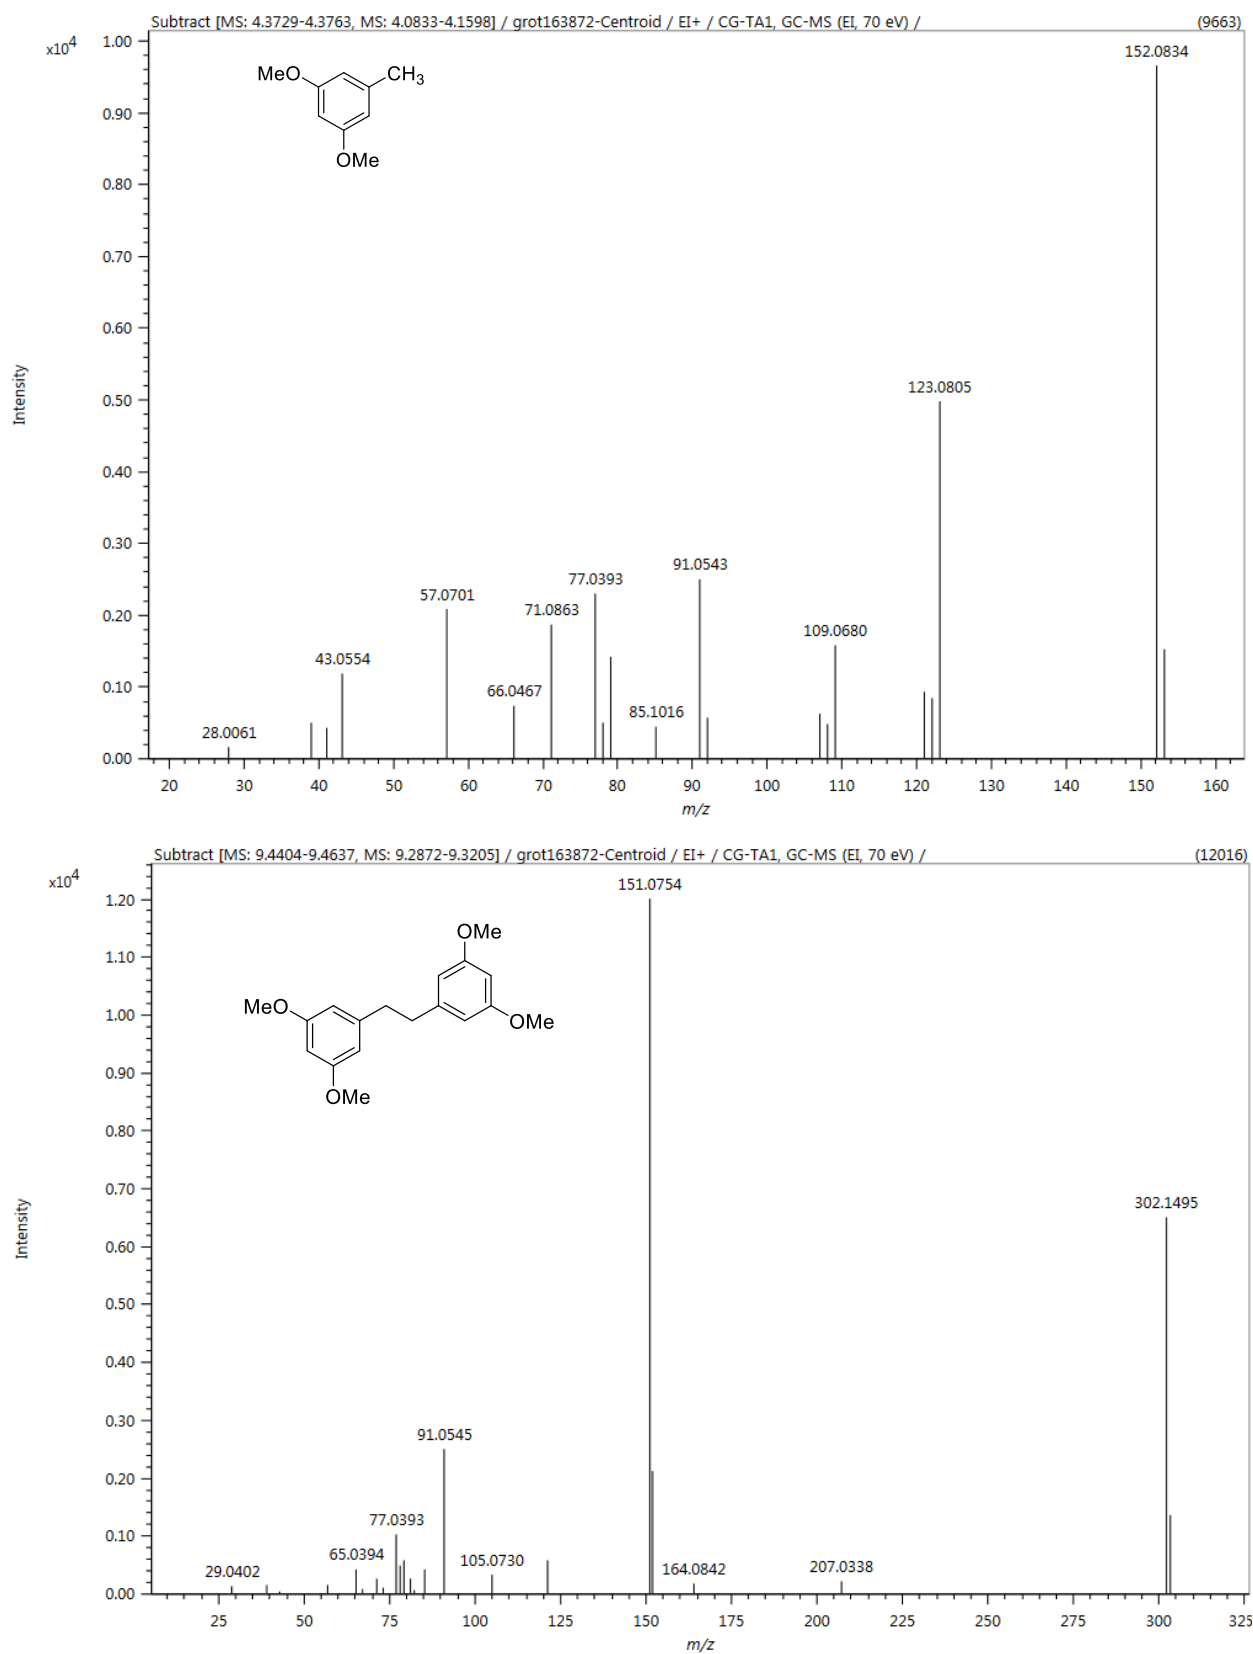 Subtract [MS: 4.3729-4.3763, MS: 4.0833-4.1598] / grot163872-Centroid / EI+ / CG-TA1, GC-MS (EI, 70 eV) / (9663)
x10⁴
1.00
0.90
0.80
0.70
0.60
0.50
0.40
0.30
0.20
0.10
0.00
Intensity
MeO
CH₃
OMe
28.0061
43.0554
57.0701
66.0467
71.0863
77.0393
85.1016
91.0543
109.0680
123.0805
152.0834
20 30 40 50 60 70 80 90 100 110 120 130 140 150 160
m/z
Subtract [MS: 9.4404-9.4637, MS: 9.2872-9.3205] / grot163872-Centroid / EI+ / CG-TA1, GC-MS (EI, 70 eV) / (12016)
x10⁴
1.20
1.10
1.00
0.90
0.80
0.70
0.60
0.50
0.40
0.30
0.20
0.10
0.00
Intensity
OMe
MeO
OMe
OMe
29.0402
65.0394
77.0393
91.0545
105.0730
151.0754
164.0842
207.0338
302.1495
25 50 75 100 125 150 175 200 225 250 275 300 325
m/z